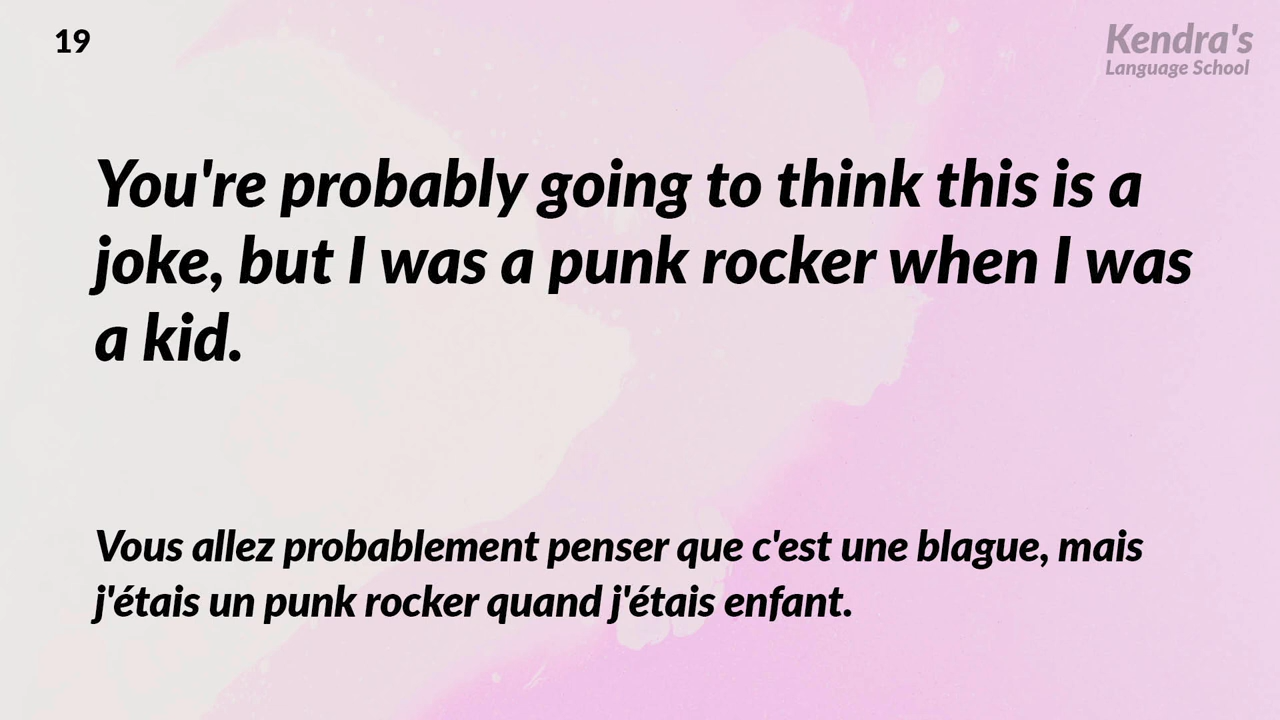 19
Kendra's
Language School
You're probably going to think this is a
joke, but I was a punk rocker when I was
a kid.
Vous allez probablement penser que c'est une blague, mais
j'étais un punk rocker quand j'étais enfant.